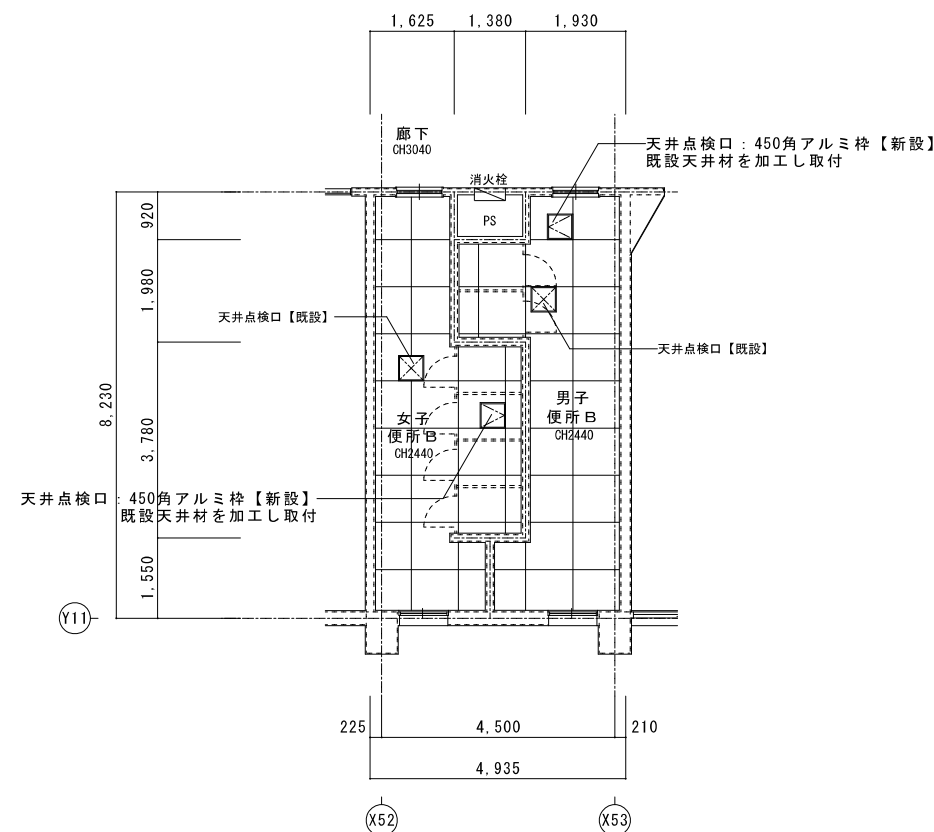 1,625
1,380
1,930
廊下
CH3040
天井点検口：450角アルミ枠【新設】
既設天井材を加工し取付
消火栓
PS
920
1,980
天井点検口【既設】
天井点検口【既設】
8,230
3,780
男子
便所B
CH2440
女子
便所B
CH2440
天井点検口：450角アルミ枠【新設】
既設天井材を加工し取付
1,550
Y11
225
4,500
210
4,935
X52
X53